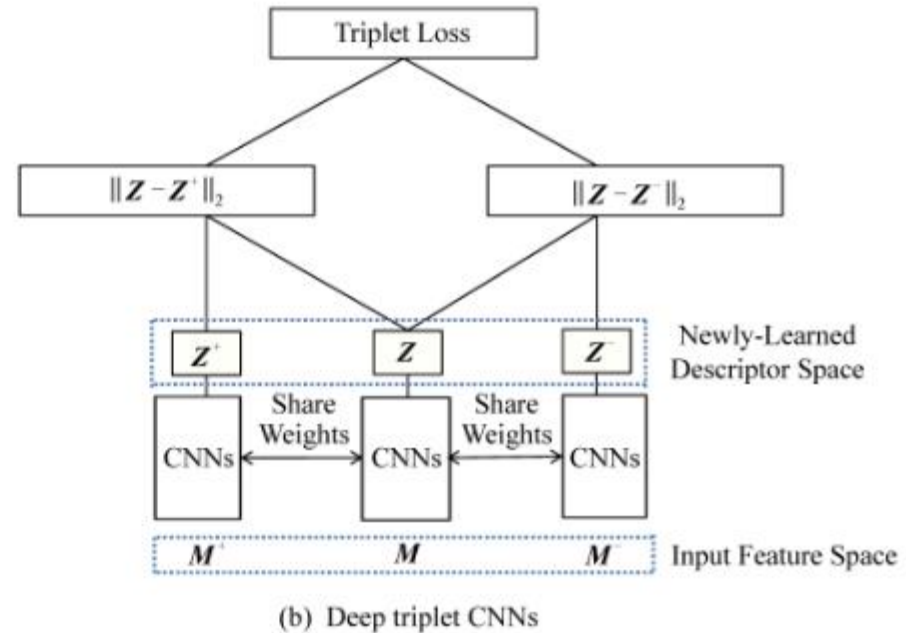 Triplet Loss
‖Z − Z⁺‖₂
‖Z − Z⁻‖₂
Z⁺
Z
Z⁻
Newly-Learned
Descriptor Space
Share
Weights
Share
Weights
CNNs
CNNs
CNNs
M⁺
M
M⁻
Input Feature Space
(b) Deep triplet CNNs